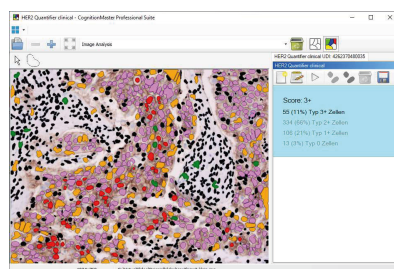 HER2 Quantifier clinical - CognitionMaster Professional Suite
Image Analysis
HER2 Quantifier clinical UDI: 4262370480035
HER2 Quantifier clinical
Score: 3+
55 (11%) Typ 3+ Zellen
334 (66%) Typ 2+ Zellen
106 (21%) Typ 1+ Zellen
13 (3%) Typ 0 Zellen